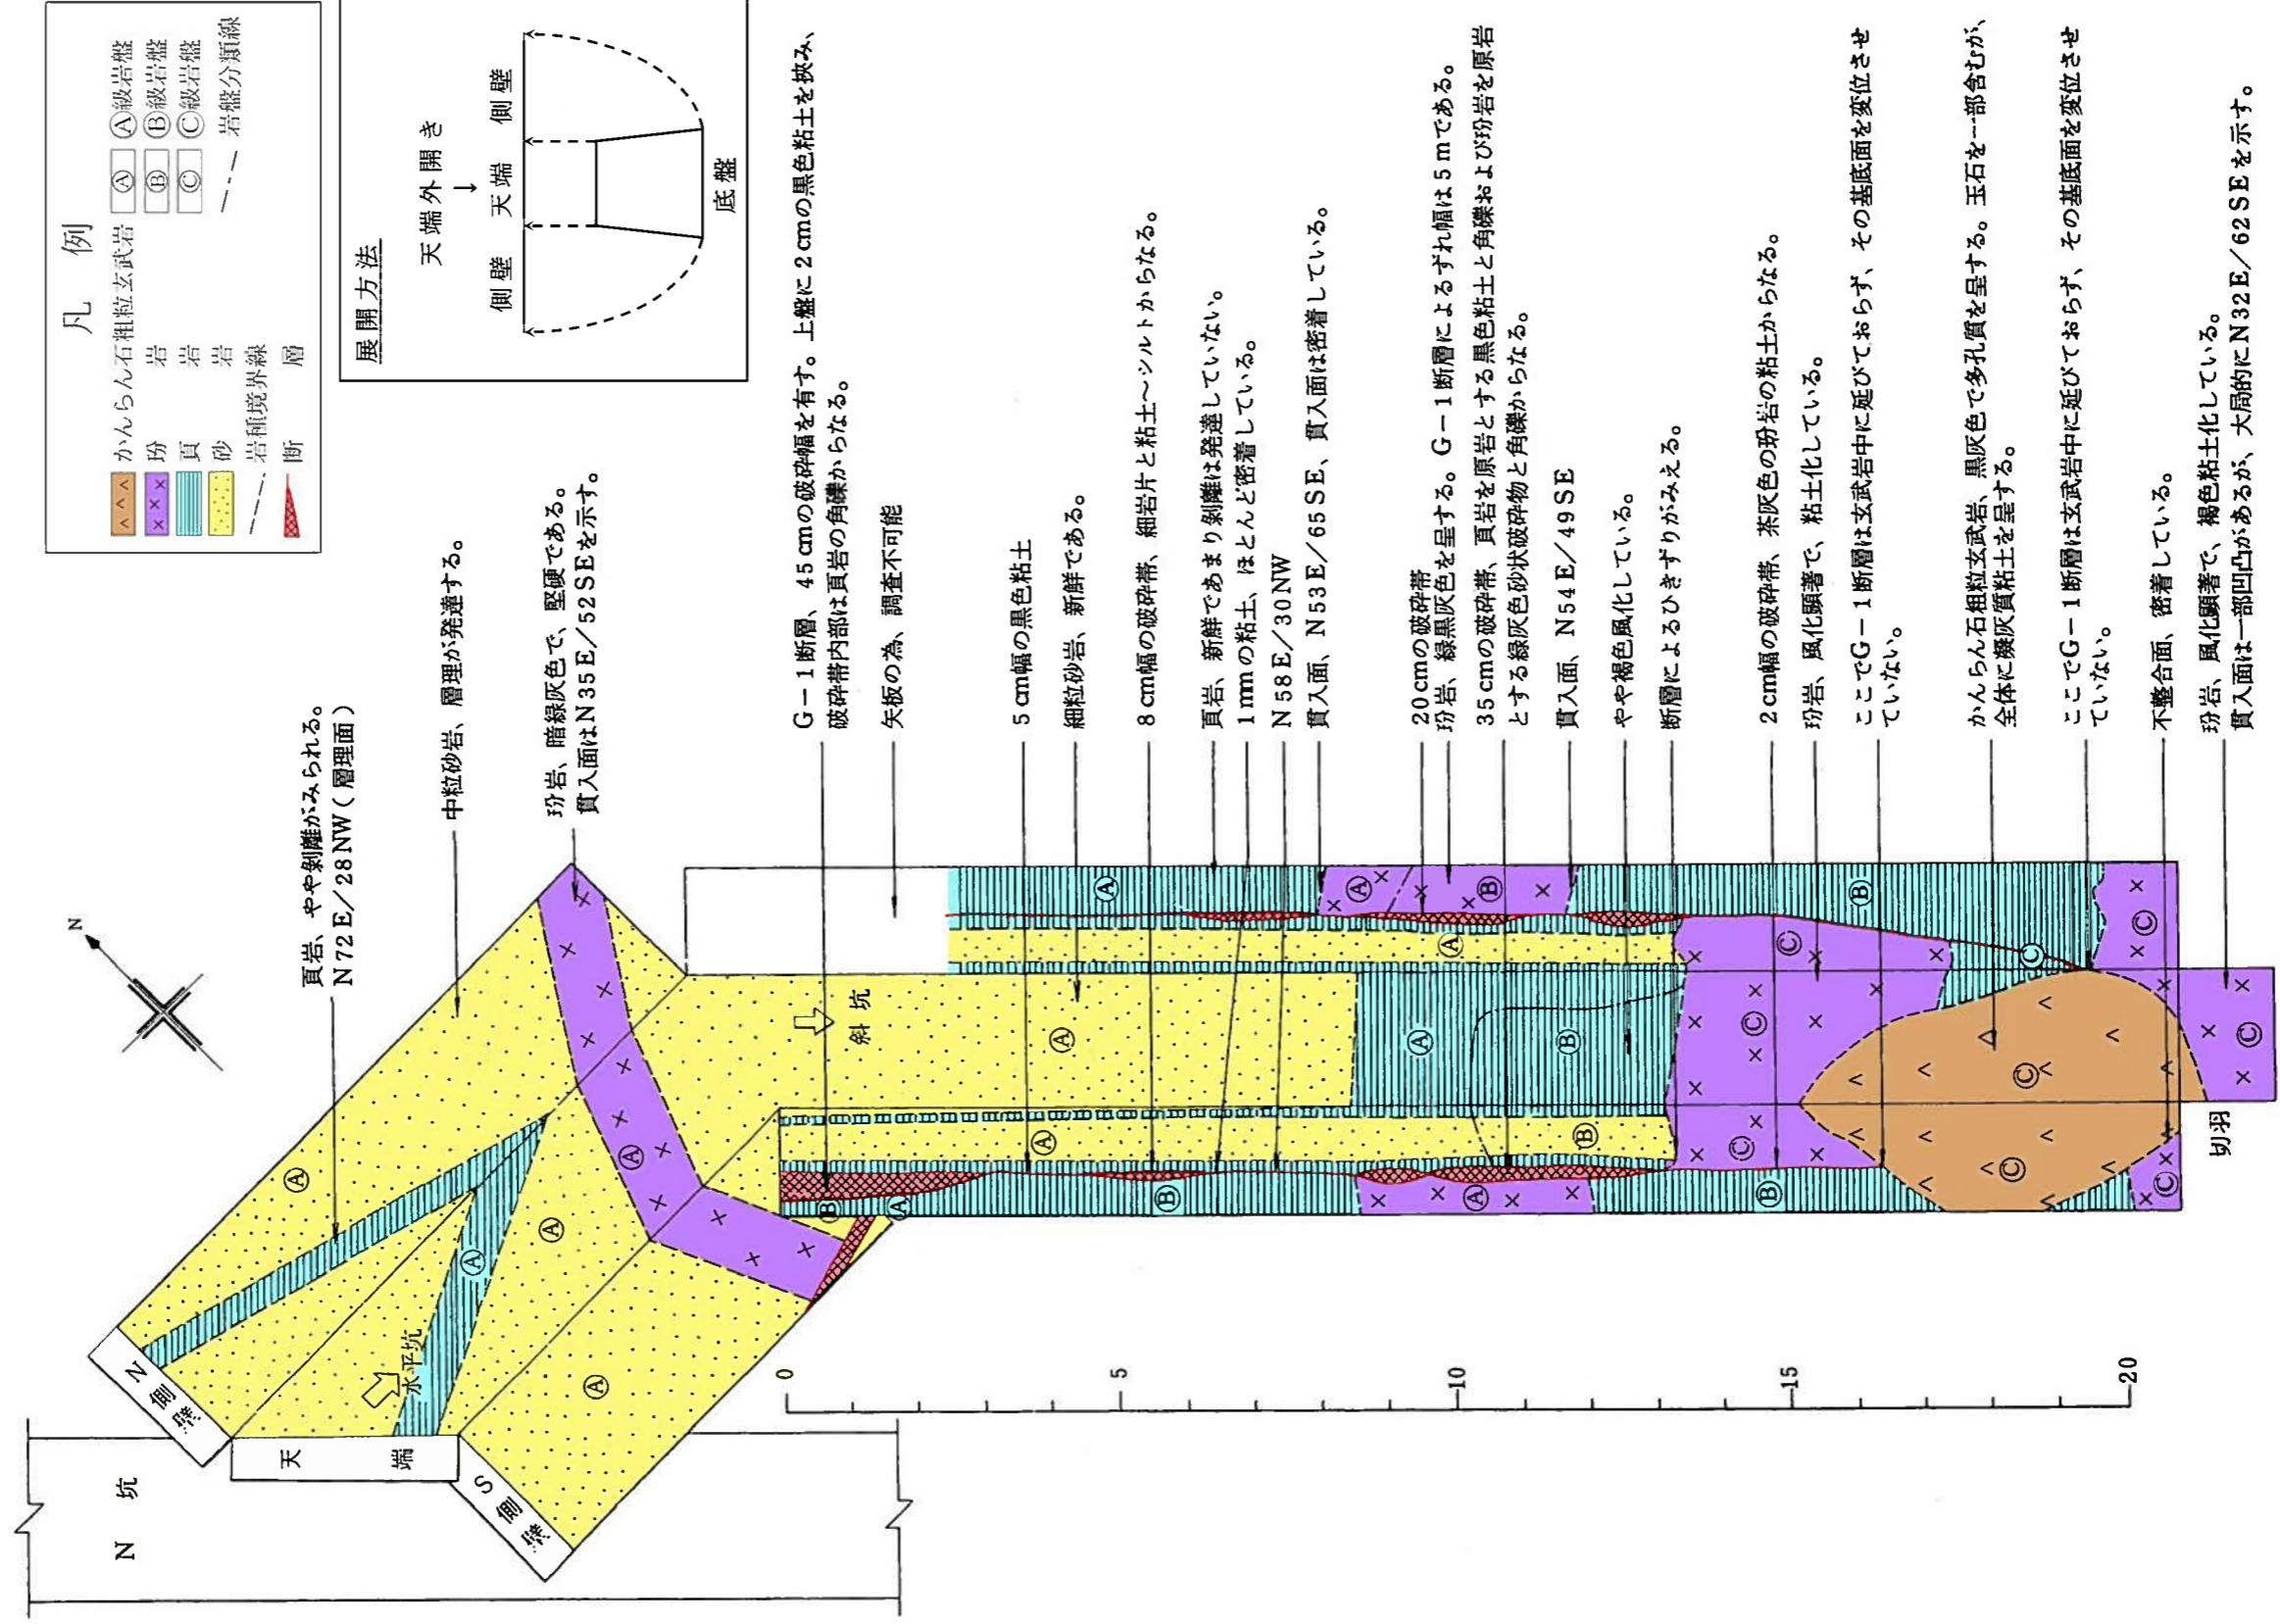 凡例
かんらん石粗粒玄武岩
玢岩
頁岩
砂岩
岩種境界線
断層
Ⓐ Ⓐ級岩盤
Ⓑ Ⓑ級岩盤
Ⓒ Ⓒ級岩盤
岩盤分類線
展開方法
天端外開き
↓
側壁 天端 側壁
底盤
N
頁岩、やや剝離がみられる。
N72E/28NW(層理面)
中粒砂岩、層理が発達する。
玢岩、暗緑灰色で、堅硬である。
貫入面はN35E/52SEを示す。
G-1断層、45cmの破砕幅を有す。上盤に2cmの黒色粘土を挾み、
破砕帯内部は頁岩の角礫からなる。
矢板の為、調査不可能
5cm幅の黒色粘土
細粒砂岩、新鮮である。
8cm幅の破砕帯、細岩片と粘土~シルトからなる。
頁岩、新鮮であまり剝離は発達していない。
1mmの粘土、ほとんど密着している。
N58E/30NW
貫入面、N53E/65SE、貫入面は密着している。
20cmの破砕帯
玢岩、緑黒灰色を呈する。G-1断層によるずれ幅は5mである。
35cmの破砕帯、頁岩を原岩とする黒色粘土と角礫および玢岩を原岩
とする緑灰色砂状破砕物と角礫からなる。
貫入面、N54E/49SE
やや褐色風化している。
断層によるひきずりがみえる。
2cm幅の破砕帯、茶灰色の玢岩の粘土からなる。
玢岩、風化顕著で、粘土化している。
ここでG-1断層は玄武岩中に延びておらず、その基底面を変位させ
ていない。
かんらん石粗粒玄武岩、黒灰色で多孔質を呈する。玉石を一部含むが、
全体に凝灰質粘土を呈する。
ここでG-1断層は玄武岩中に延びておらず、その基底面を変位させ
ていない。
不整合面、密着している。
玢岩、風化顕著で、褐色粘土化している。
貫入面は一部凹凸があるが、大局的にN32E/62SEを示す。
N坑
N側壁
天端
S側壁
水平坑
斜坑
切羽
Ⓐ
Ⓐ
Ⓐ
Ⓐ
Ⓐ
Ⓐ
Ⓐ
Ⓑ
Ⓑ
Ⓐ
Ⓐ
Ⓑ
Ⓒ
Ⓒ
Ⓐ
Ⓐ
Ⓑ
Ⓒ
Ⓒ
Ⓒ
Ⓐ
Ⓑ
Ⓒ
Ⓒ
Ⓑ
Ⓐ
Ⓑ
Ⓐ
Ⓑ
Ⓒ
0
5
10
15
20